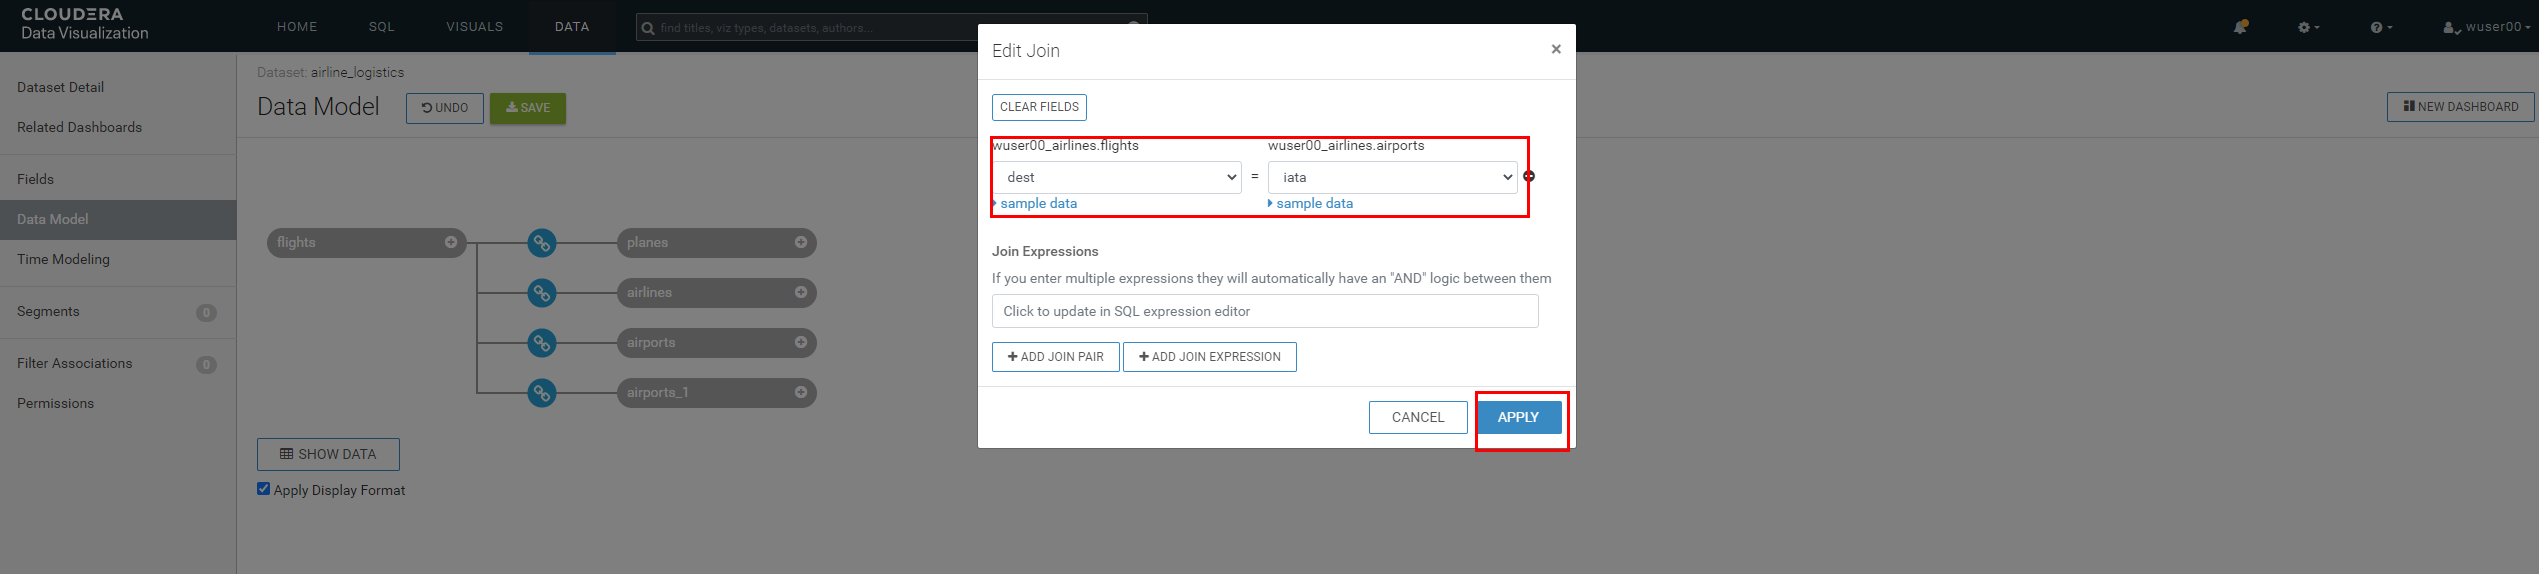 CLOUDERA
Data Visualization
HOME
SQL
VISUALS
DATA
find titles, viz types, datasets, authors...
wuser00
Dataset Detail
Related Dashboards
Fields
Data Model
Time Modeling
Segments 0
Filter Associations 0
Permissions
Dataset: airline_logistics
Data Model
UNDO
SAVE
NEW DASHBOARD
flights
planes
airlines
airports
airports_1
SHOW DATA
Apply Display Format
Edit Join
×
CLEAR FIELDS
wuser00_airlines.flights
wuser00_airlines.airports
dest = iata
sample data
sample data
Join Expressions
If you enter multiple expressions they will automatically have an "AND" logic between them
Click to update in SQL expression editor
ADD JOIN PAIR
ADD JOIN EXPRESSION
CANCEL
APPLY